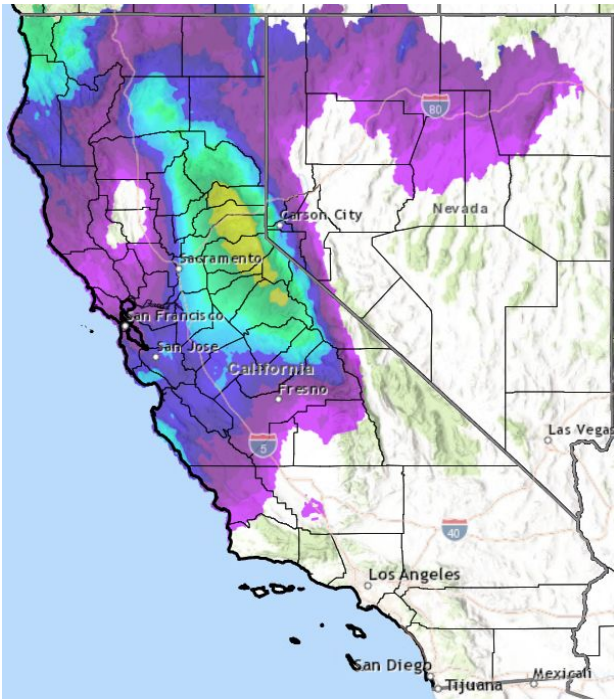 80
Nevada
Carson City
Sacramento
San Francisco
San Jose
California
Fresno
Las Vegas
5
40
Los Angeles
San Diego
Tijuana
Mexicali